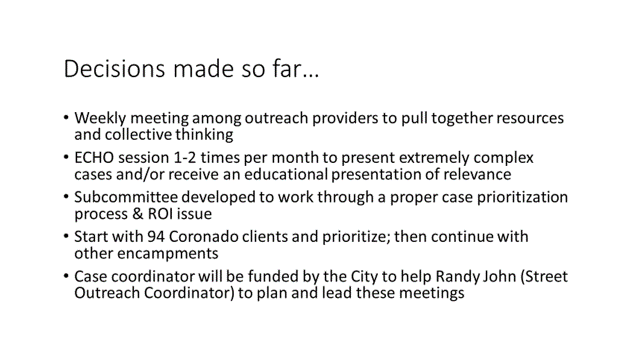 Decisions made so far…
• Weekly meeting among outreach providers to pull together resources
and collective thinking
• ECHO session 1-2 times per month to present extremely complex
cases and/or receive an educational presentation of relevance
• Subcommittee developed to work through a proper case prioritization
process & ROI issue
• Start with 94 Coronado clients and prioritize; then continue with
other encampments
• Case coordinator will be funded by the City to help Randy John (Street
Outreach Coordinator) to plan and lead these meetings